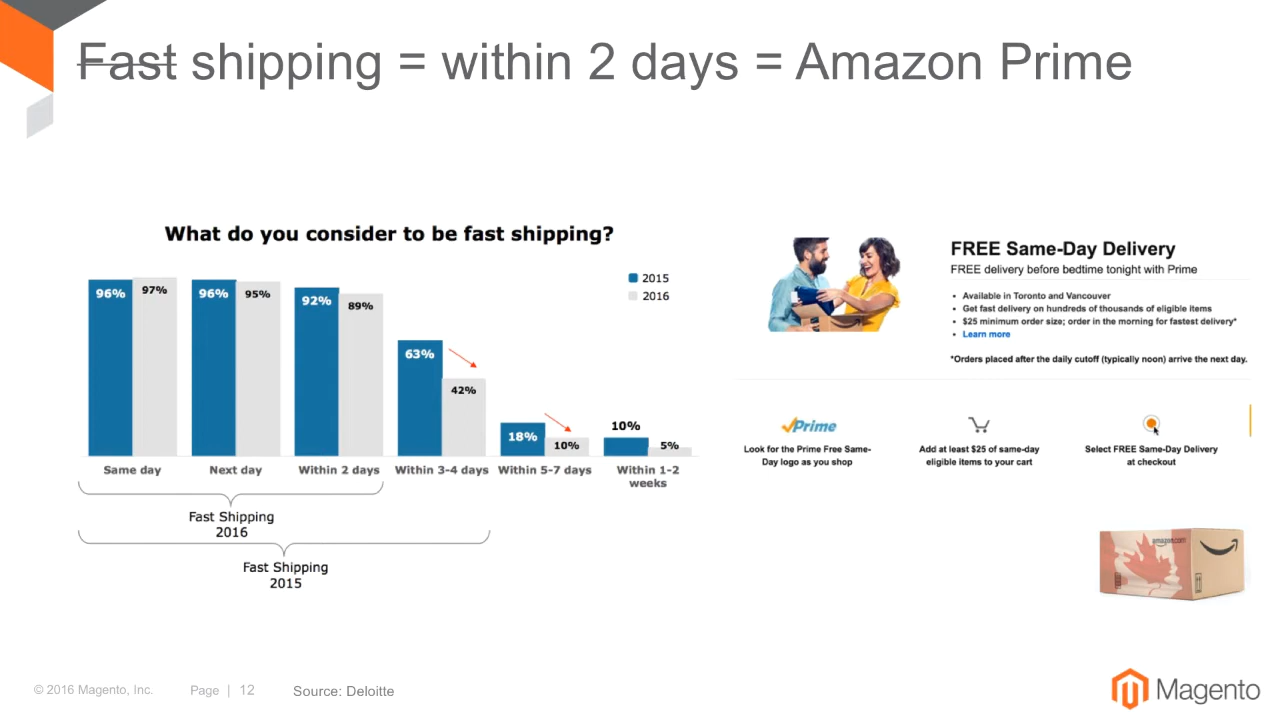 Fast shipping = within 2 days = Amazon Prime
What do you consider to be fast shipping?
2015
2016
96%
97%
96%
95%
92%
89%
63%
42%
18%
10%
10%
5%
Same day
Next day
Within 2 days
Within 3-4 days
Within 5-7 days
Within 1-2
weeks
Fast Shipping
2016
Fast Shipping
2015
FREE Same-Day Delivery
FREE delivery before bedtime tonight with Prime
• Available in Toronto and Vancouver
• Get fast delivery on hundreds of thousands of eligible items
• $25 minimum order size; order in the morning for fastest delivery*
• Learn more
*Orders placed after the daily cutoff (typically noon) arrive the next day.
Prime
Look for the Prime Free Same-
Day logo as you shop
Add at least $25 of same-day
eligible items to your cart
Select FREE Same-Day Delivery
at checkout
amazon.com
© 2016 Magento, Inc.
Page | 12
Source: Deloitte
Magento